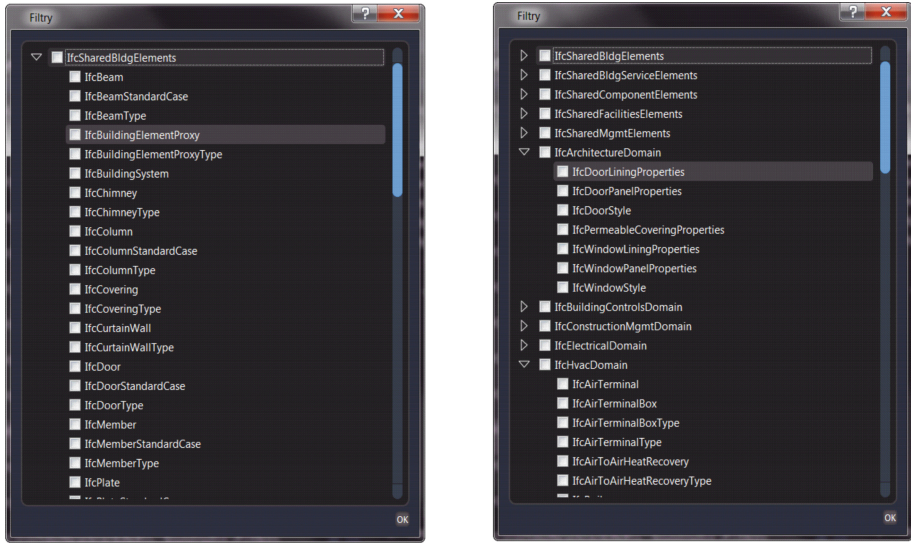 Filtry
?
X
IfcSharedBldgElements
IfcBeam
IfcBeamStandardCase
IfcBeamType
IfcBuildingElementProxy
IfcBuildingElementProxyType
IfcBuildingSystem
IfcChimney
IfcChimneyType
IfcColumn
IfcColumnStandardCase
IfcColumnType
IfcCovering
IfcCoveringType
IfcCurtainWall
IfcCurtainWallType
IfcDoor
IfcDoorStandardCase
IfcDoorType
IfcMember
IfcMemberStandardCase
IfcMemberType
IfcPlate
OK
Filtry
?
X
IfcSharedBldgElements
IfcSharedBldgServiceElements
IfcSharedComponentElements
IfcSharedFacilitiesElements
IfcSharedMgmtElements
IfcArchitectureDomain
IfcDoorLiningProperties
IfcDoorPanelProperties
IfcDoorStyle
IfcPermeableCoveringProperties
IfcWindowLiningProperties
IfcWindowPanelProperties
IfcWindowStyle
IfcBuildingControlsDomain
IfcConstructionMgmtDomain
IfcElectricalDomain
IfcHvacDomain
IfcAirTerminal
IfcAirTerminalBox
IfcAirTerminalBoxType
IfcAirTerminalType
IfcAirToAirHeatRecovery
IfcAirToAirHeatRecoveryType
OK